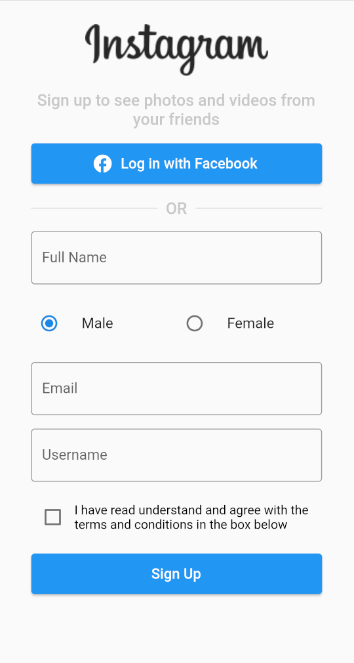 Instagram
Sign up to see photos and videos from
your friends
Log in with Facebook
OR
Full Name
Male Female
Email
Username
I have read understand and agree with the
terms and conditions in the box below
Sign Up